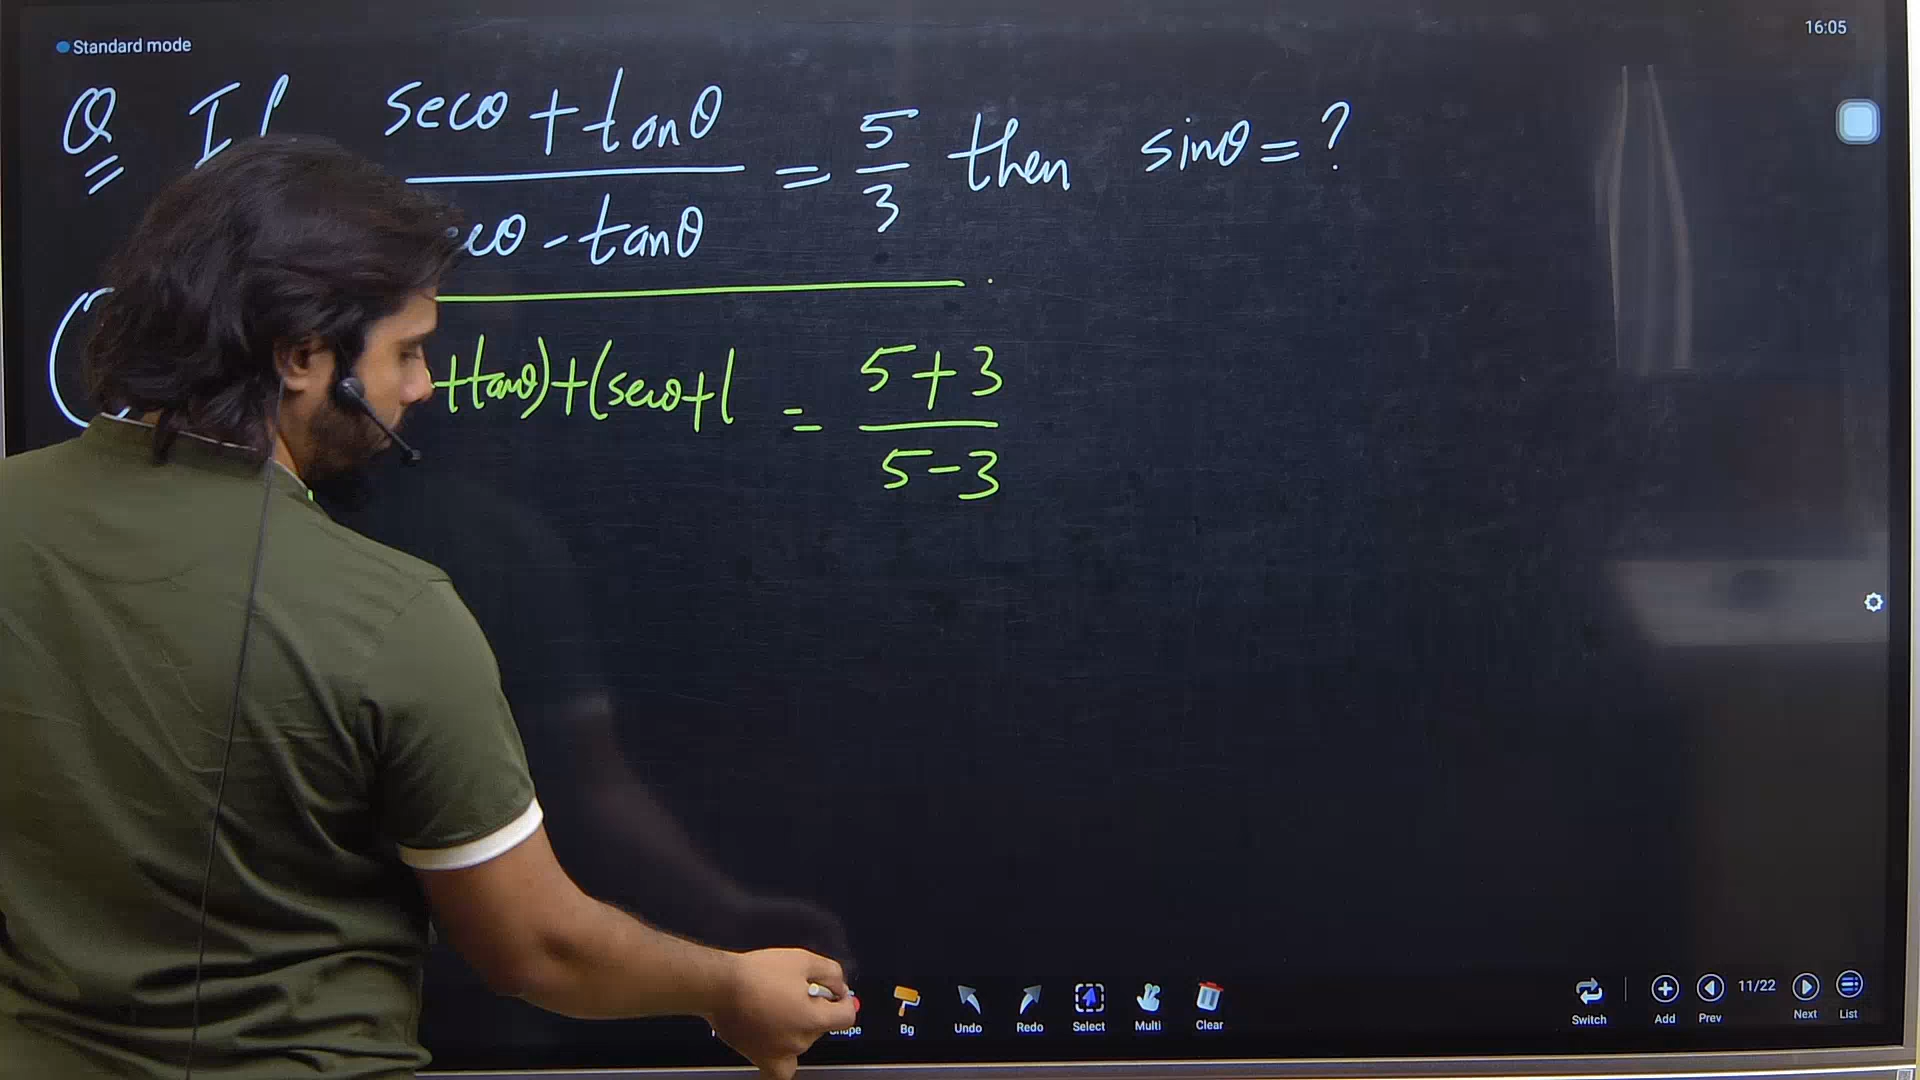 Standard mode
16:05
Q If secθ + tanθ = 5 then sinθ = ?
- tanθ 3
+tanθ)+(secθ+( = 5+3
5-3
Bg Undo Redo Select Multi Clear Switch Add Prev 11/22 Next List